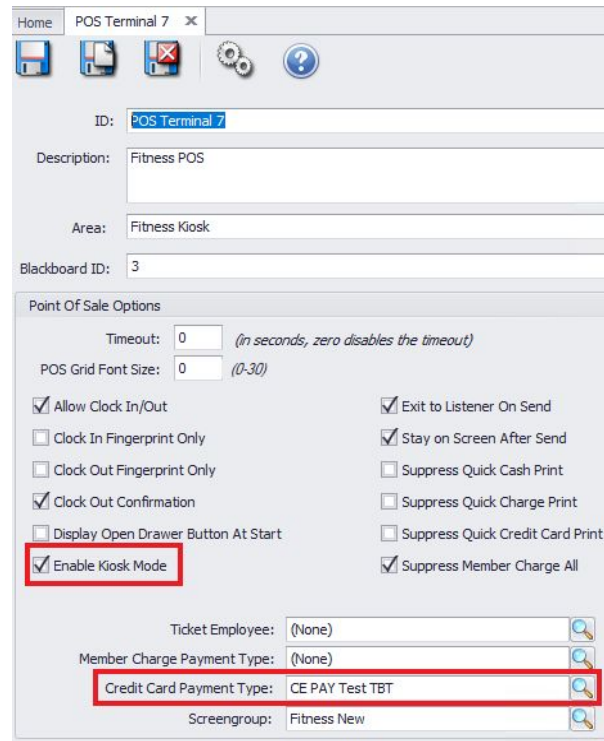 Home POS Terminal 7
ID: POS Terminal 7
Description: Fitness POS
Area: Fitness Kiosk
Blackboard ID: 3
Point Of Sale Options
Timeout: 0 (in seconds, zero disables the timeout)
POS Grid Font Size: 0 (0-30)
Allow Clock In/Out Exit to Listener On Send
Clock In Fingerprint Only Stay on Screen After Send
Clock Out Fingerprint Only Suppress Quick Cash Print
Clock Out Confirmation Suppress Quick Charge Print
Display Open Drawer Button At Start Suppress Quick Credit Card Print
Enable Kiosk Mode Suppress Member Charge All
Ticket Employee: (None)
Member Charge Payment Type: (None)
Credit Card Payment Type: CE PAY Test TBT
Screengroup: Fitness New